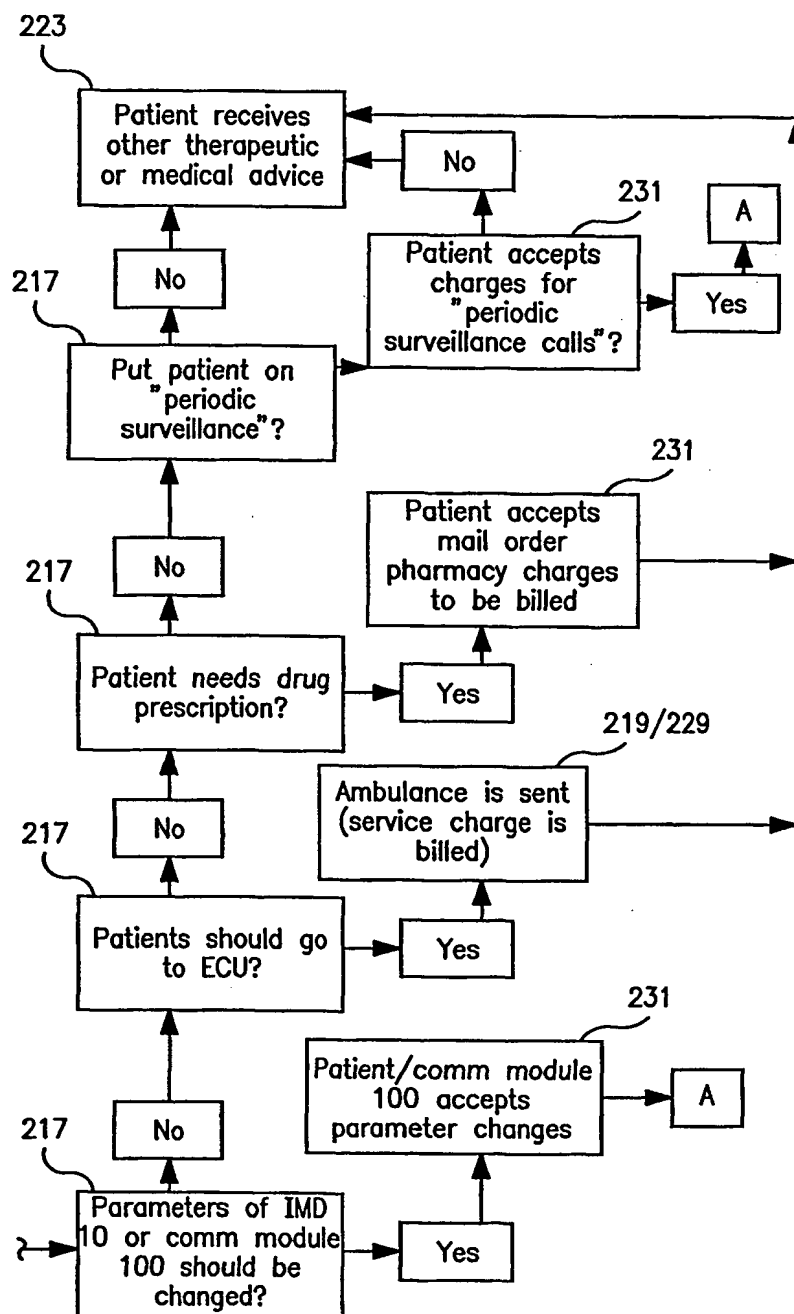 223
Patient receives
other therapeutic
or medical advice
No
231
A
No
Patient accepts
charges for
"periodic
surveillance calls"?
Yes
217
Put patient on
"periodic
surveillance"?
231
Patient accepts
mail order
pharmacy charges
to be billed
No
217
Patient needs drug
prescription?
Yes
219/229
Ambulance is sent
(service charge is
billed)
No
217
Patients should go
to ECU?
Yes
231
Patient/comm module
100 accepts
parameter changes
A
No
217
Parameters of IMD
10 or comm module
100 should be
changed?
Yes